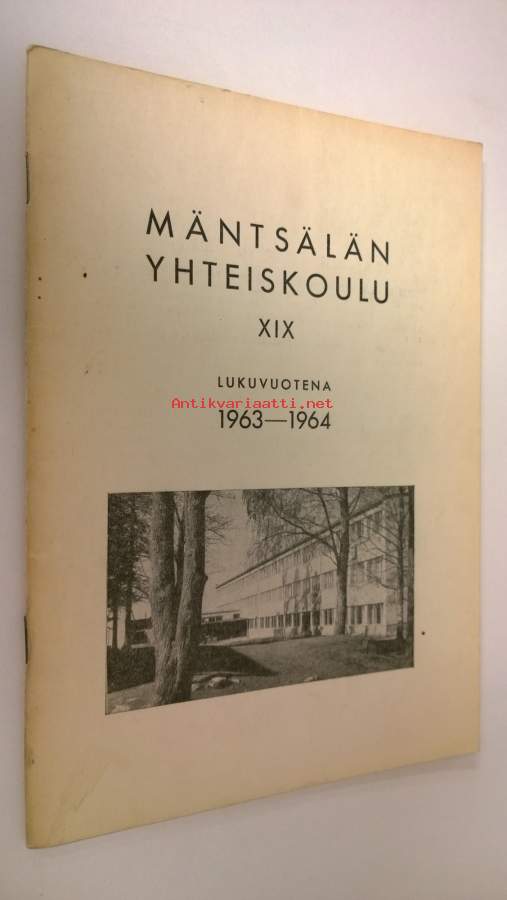 MÄNTSÄLÄN
YHTEISKOULU
XIX
LUKUVUOTENA
Antikvariaatti.net
1963—1964